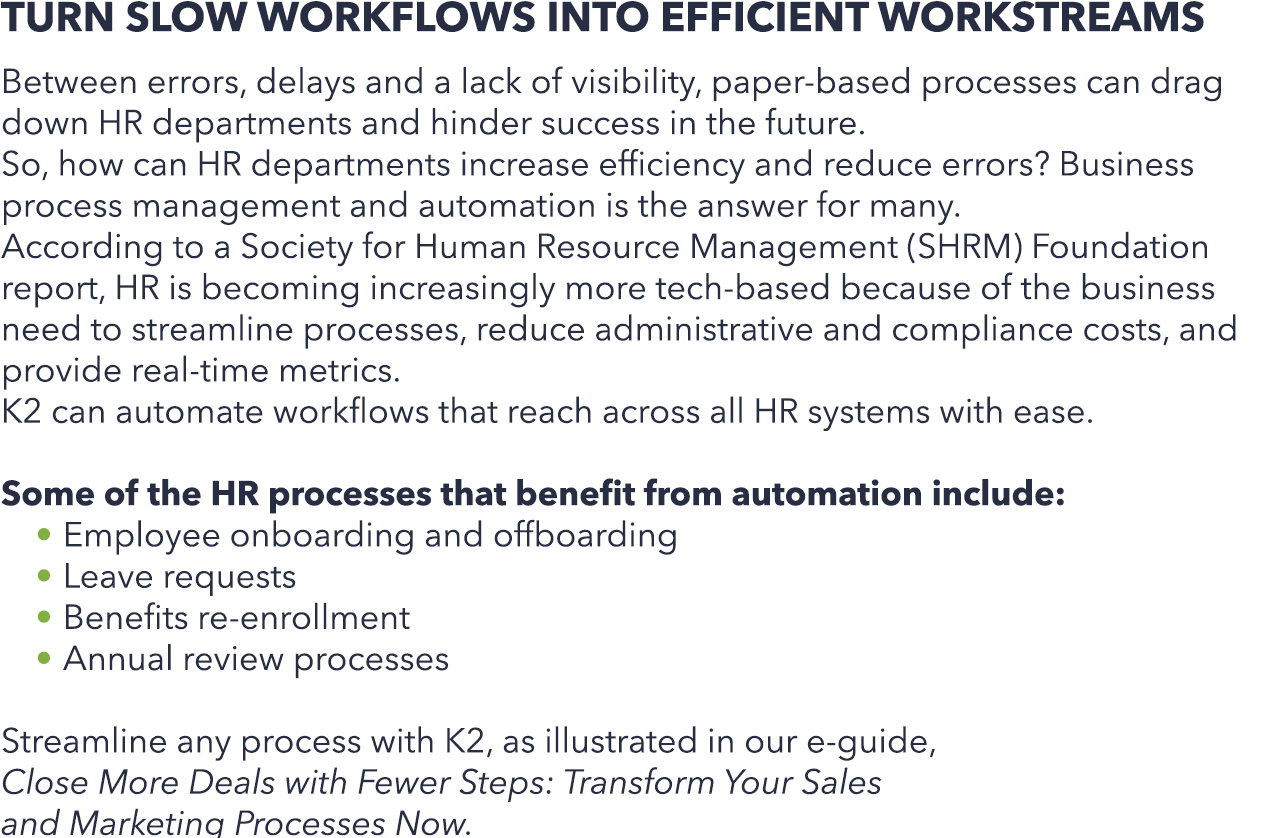 TURN SLOW WORKFLOWS INTO EFFICIENT WORKSTREAMS
Between errors, delays and a lack of visibility, paper-based processes can drag
down HR departments and hinder success in the future.
So, how can HR departments increase efficiency and reduce errors? Business
process management and automation is the answer for many.
According to a Society for Human Resource Management (SHRM) Foundation
report, HR is becoming increasingly more tech-based because of the business
need to streamline processes, reduce administrative and compliance costs, and
provide real-time metrics.
K2 can automate workflows that reach across all HR systems with ease.
Some of the HR processes that benefit from automation include:
• Employee onboarding and offboarding
• Leave requests
• Benefits re-enrollment
• Annual review processes
Streamline any process with K2, as illustrated in our e-guide,
Close More Deals with Fewer Steps: Transform Your Sales
and Marketing Processes Now.